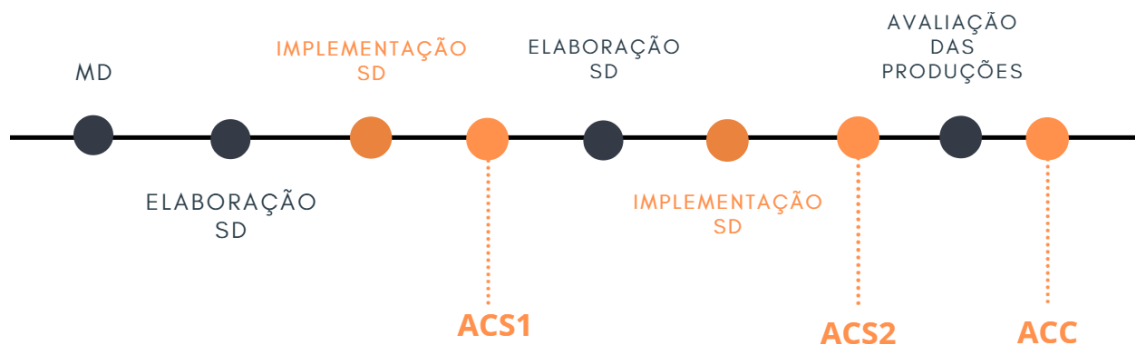 MD
ELABORAÇÃO
SD
IMPLEMENTAÇÃO
SD
ACS1
ELABORAÇÃO
SD
IMPLEMENTAÇÃO
SD
ACS2
AVALIAÇÃO
DAS
PRODUÇÕES
ACC